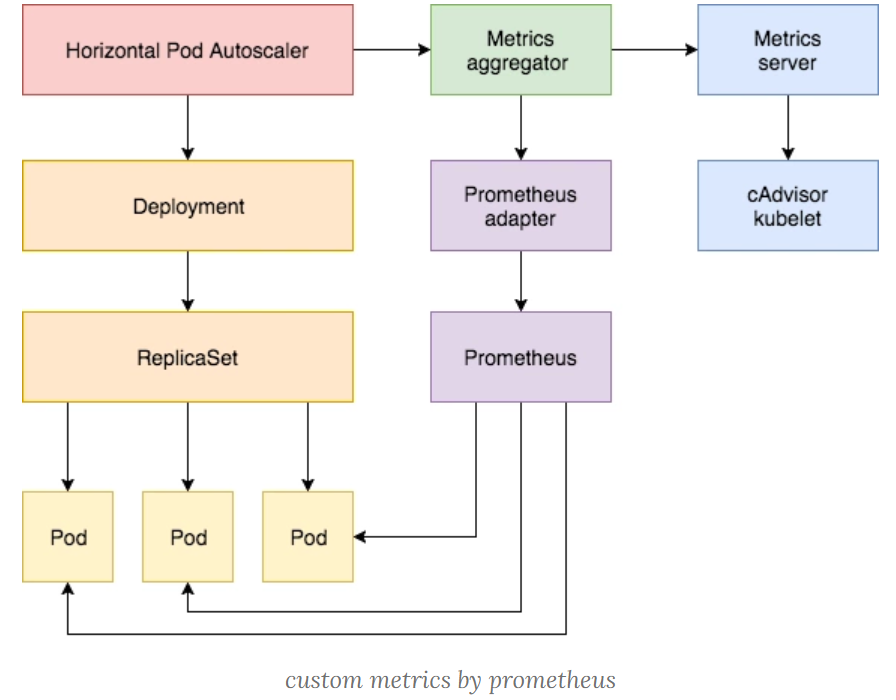 Horizontal Pod Autoscaler
Metrics
aggregator
Metrics
server
Deployment
Prometheus
adapter
cAdvisor
kubelet
ReplicaSet
Prometheus
Pod
Pod
Pod
custom metrics by prometheus